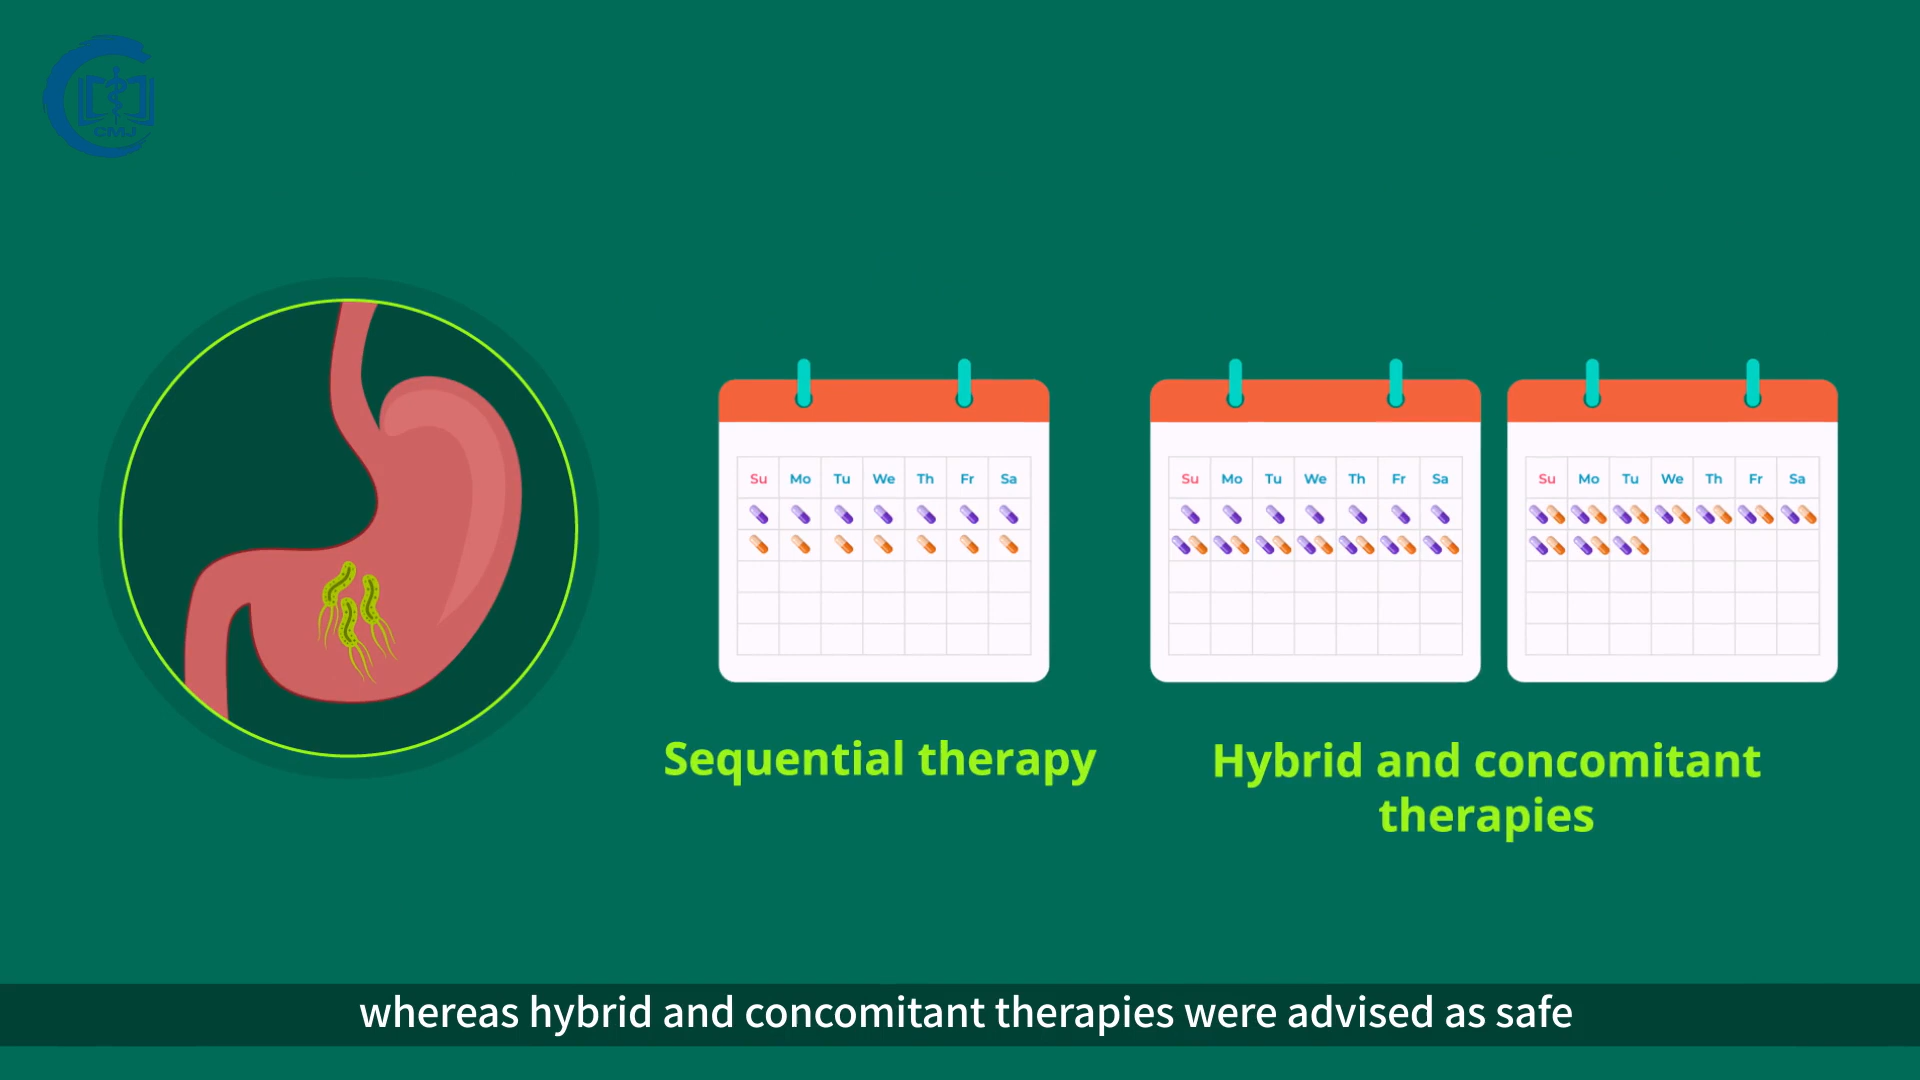 CMJ
Su Mo Tu We Th Fr Sa
Su Mo Tu We Th Fr Sa
Su Mo Tu We Th Fr Sa
Sequential therapy
Hybrid and concomitant
therapies
whereas hybrid and concomitant therapies were advised as safe